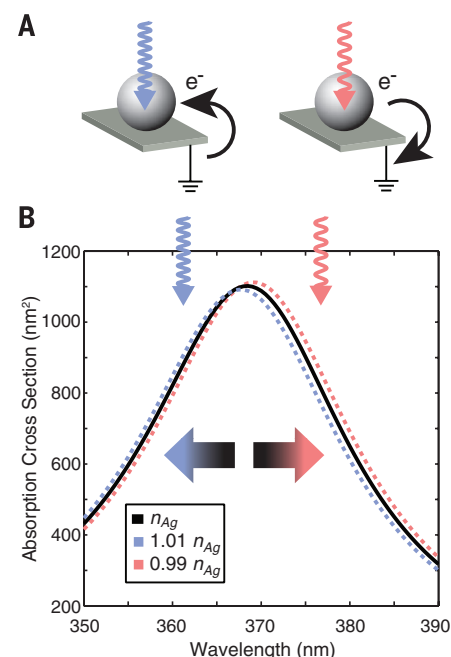 A
e-
e-
B
Absorption Cross Section (nm²)
1200
1000
800
600
400
200
n_Ag
1.01 n_Ag
0.99 n_Ag
350 360 370 380 390
Wavelength (nm)